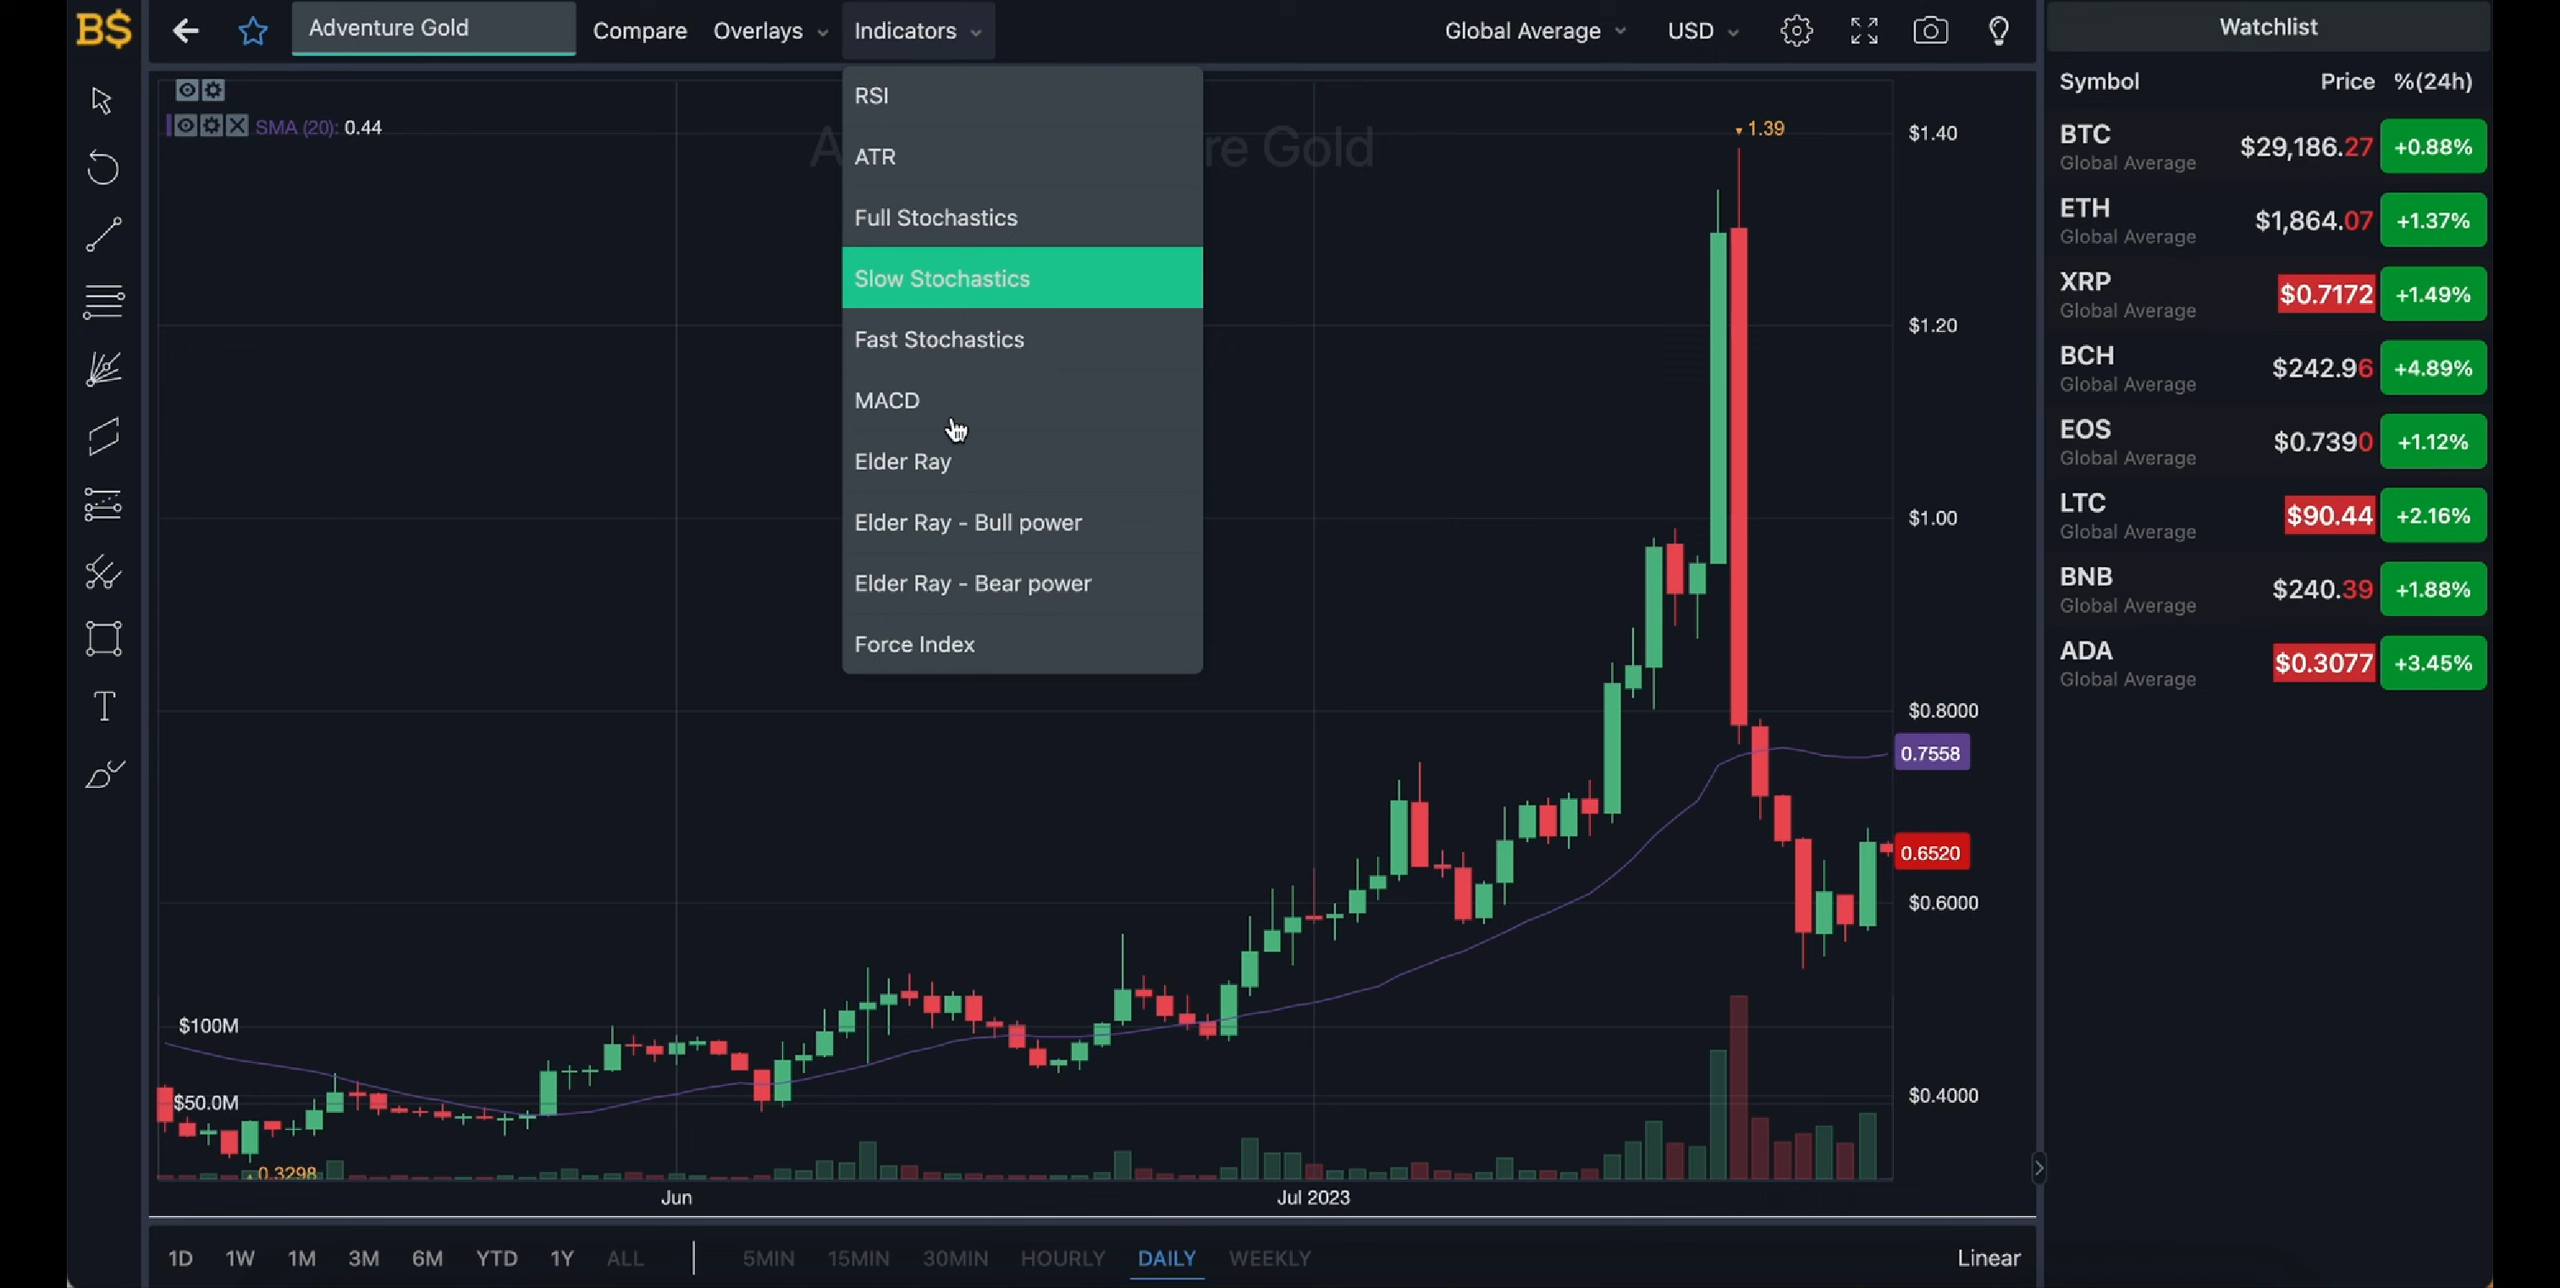 B$
Adventure Gold
Compare
Overlays
Indicators
Global Average
USD
SMA (20): 0.44
RSI
ATR
Full Stochastics
Slow Stochastics
Fast Stochastics
MACD
Elder Ray
Elder Ray - Bull power
Elder Ray - Bear power
Force Index
re Gold
1.39
$1.40
$1.20
$1.00
$0.8000
0.7558
0.6520
$0.6000
$0.4000
$100M
$50.0M
0.3298
Jun
Jul 2023
1D 1W 1M 3M 6M YTD 1Y ALL
5MIN 15MIN 30MIN HOURLY DAILY WEEKLY
Linear
T
Watchlist
Symbol Price %(24h)
BTC $29,186.27 +0.88%
Global Average
ETH $1,864.07 +1.37%
Global Average
XRP $0.7172 +1.49%
Global Average
BCH $242.96 +4.89%
Global Average
EOS $0.7390 +1.12%
Global Average
LTC $90.44 +2.16%
Global Average
BNB $240.39 +1.88%
Global Average
ADA $0.3077 +3.45%
Global Average